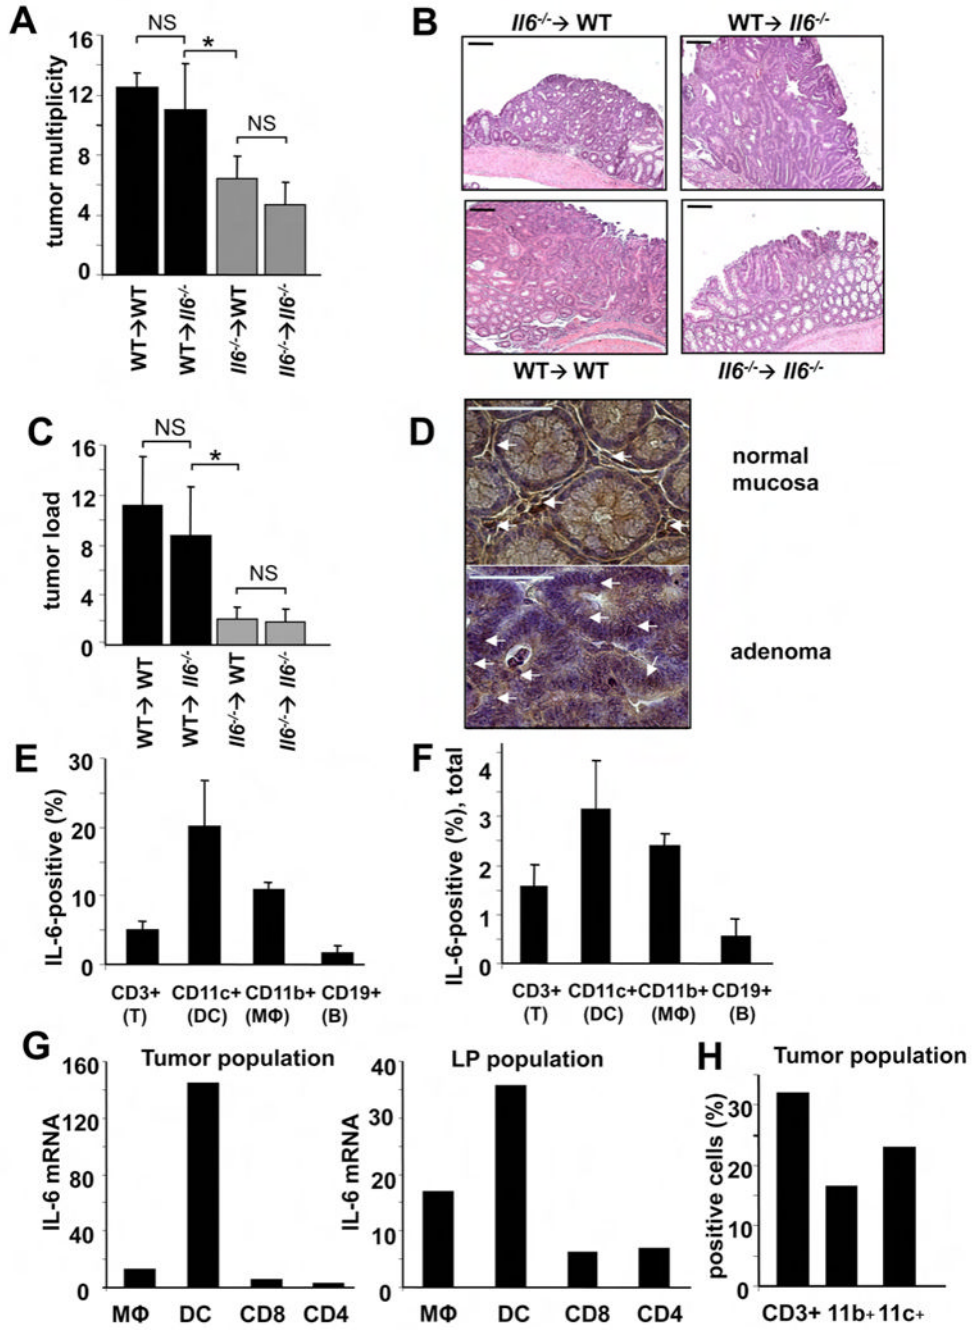 A
NS
*
NS
16
12
8
4
0
tumor multiplicity
WT→WT
WT→Il6-/-
Il6-/-→WT
Il6-/-→Il6-/-
B
Il6-/-→ WT
WT→ Il6-/-
WT→ WT
Il6-/-→ Il6-/-
C
NS
*
NS
16
12
8
4
0
tumor load
WT→ WT
WT→ Il6-/-
Il6-/-→ WT
Il6-/-→ Il6-/-
D
normal
mucosa
adenoma
E
30
20
10
0
IL-6-positive (%)
CD3+ CD11c+ CD11b+ CD19+
(T) (DC) (MΦ) (B)
F
4
3
2
1
0
IL-6-positive (%), total
CD3+ CD11c+ CD11b+ CD19+
(T) (DC) (MΦ) (B)
G
Tumor population
160
120
80
40
0
IL-6 mRNA
MΦ DC CD8 CD4
LP population
40
30
20
10
0
IL-6 mRNA
MΦ DC CD8 CD4
H
Tumor population
30
20
10
0
positive cells (%)
CD3+ 11b+ 11c+